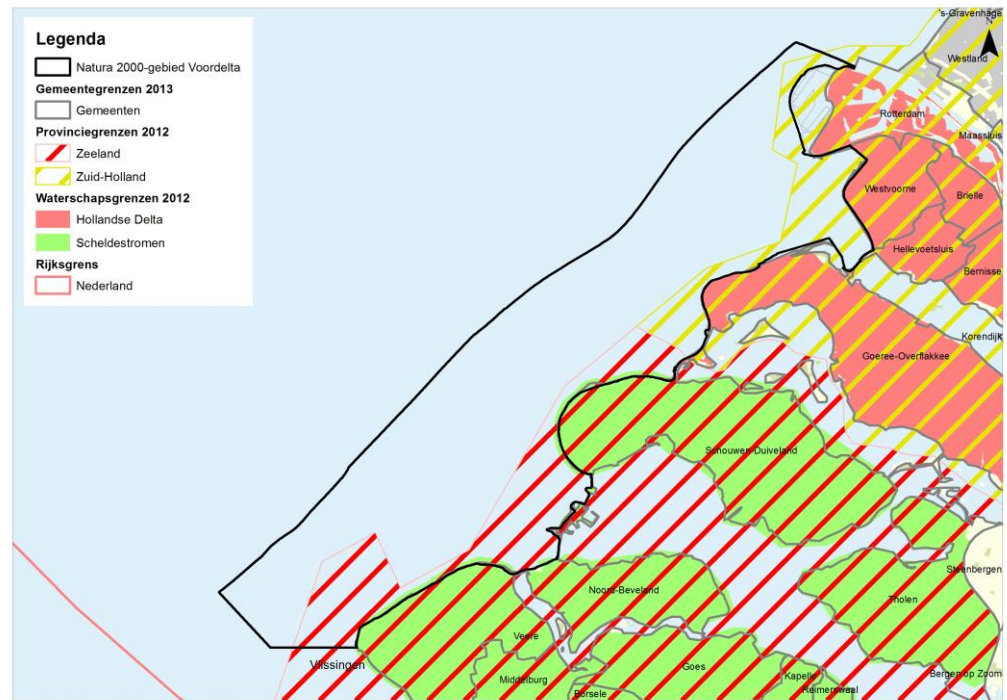 Legenda
Natura 2000-gebied Voordelta
Gemeentegrenzen 2013
Gemeenten
Provinciegrenzen 2012
Zeeland
Zuid-Holland
Waterschapsgrenzen 2012
Hollandse Delta
Scheldestromen
Rijksgrens
Nederland
's-Gravenhage
N
Westland
Rotterdam
Maassluis
Westvoorne
Brielle
Hellevoetsluis
Bernisse
Korendijk
Goeree-Overflakkee
Schouwen-Duiveland
Steenbergen
Noord-Beveland
Tholen
Veere
Vlissingen
Goes
Bergen op Zoom
Middelburg
Kapelle
Borsele
Reimerswaal